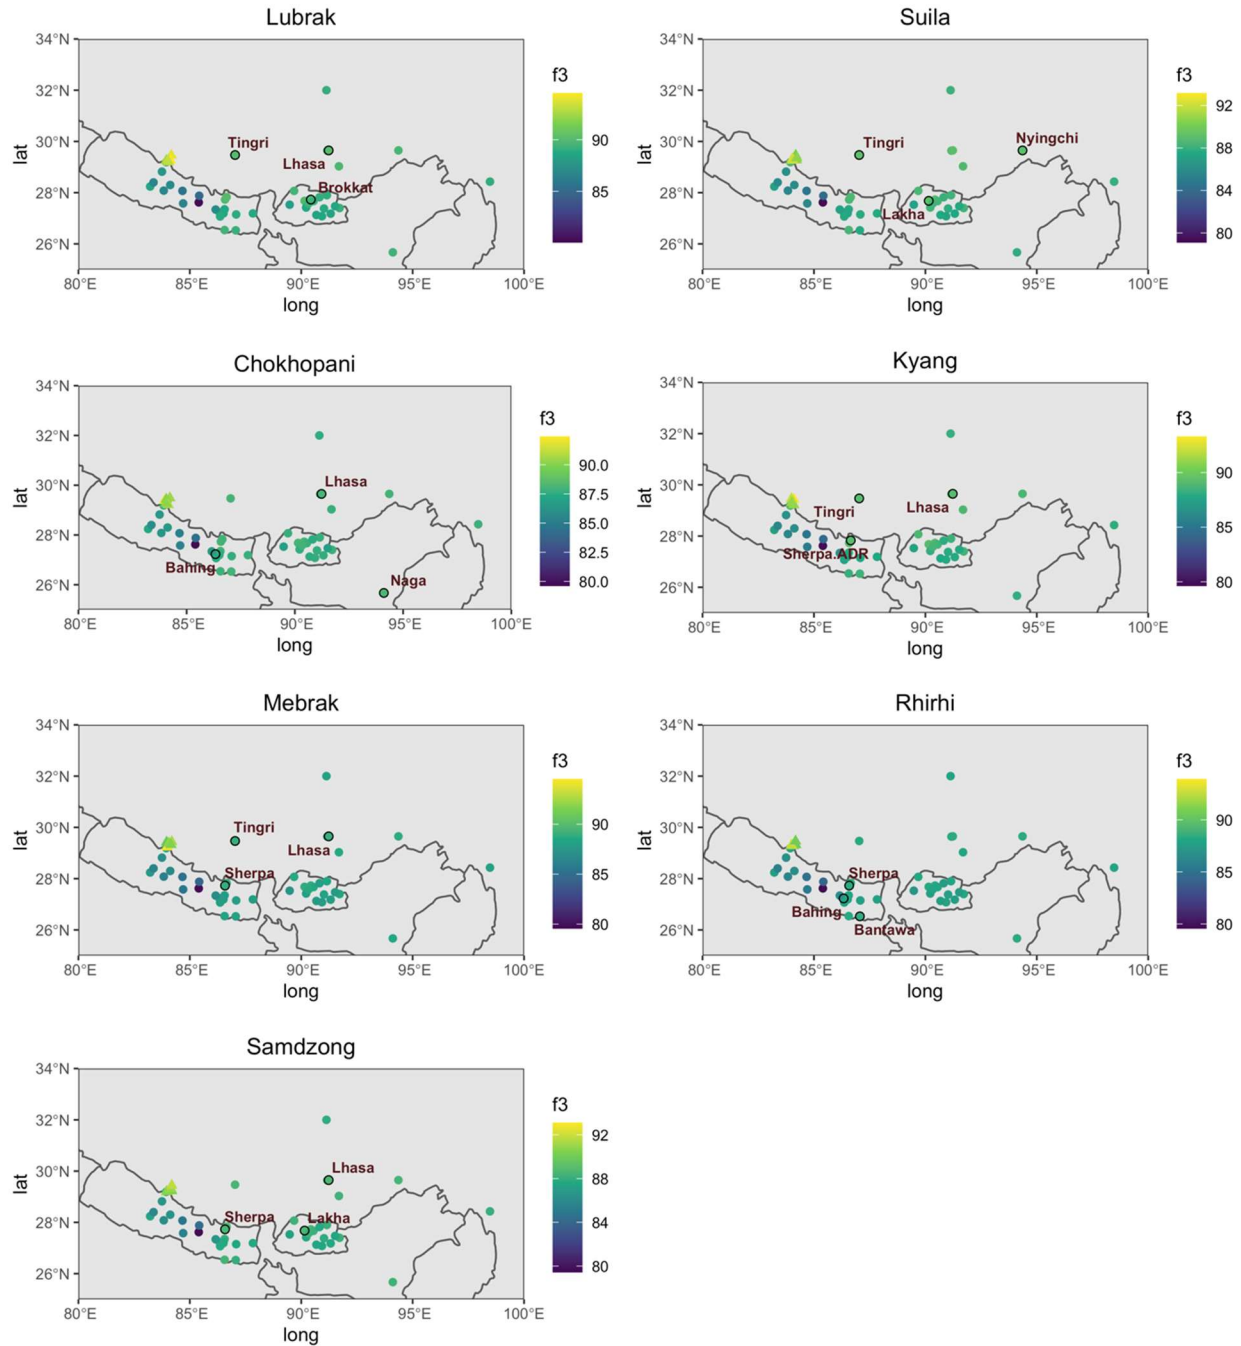 Lubrak
34°N
32°N
30°N
28°N
26°N
lat
80°E 85°E 90°E 95°E 100°E
long
Tingri
Lhasa
Brokkat
f3
90
85
Suila
34°N
32°N
30°N
28°N
26°N
lat
80°E 85°E 90°E 95°E 100°E
long
Tingri
Nyingchi
Lakha
f3
92
88
84
80
Chokhopani
34°N
32°N
30°N
28°N
26°N
lat
80°E 85°E 90°E 95°E 100°E
long
Lhasa
Bahing
Naga
f3
90.0
87.5
85.0
82.5
80.0
Kyang
34°N
32°N
30°N
28°N
26°N
lat
80°E 85°E 90°E 95°E 100°E
long
Tingri
Lhasa
Sherpa.ADR
f3
90
85
80
Mebrak
34°N
32°N
30°N
28°N
26°N
lat
80°E 85°E 90°E 95°E 100°E
long
Tingri
Lhasa
Sherpa
f3
90
85
80
Rhirhi
34°N
32°N
30°N
28°N
26°N
lat
80°E 85°E 90°E 95°E 100°E
long
Sherpa
Bahing
Bantawa
f3
90
85
80
Samdzong
34°N
32°N
30°N
28°N
26°N
lat
80°E 85°E 90°E 95°E 100°E
long
Lhasa
Sherpa
Lakha
f3
92
88
84
80